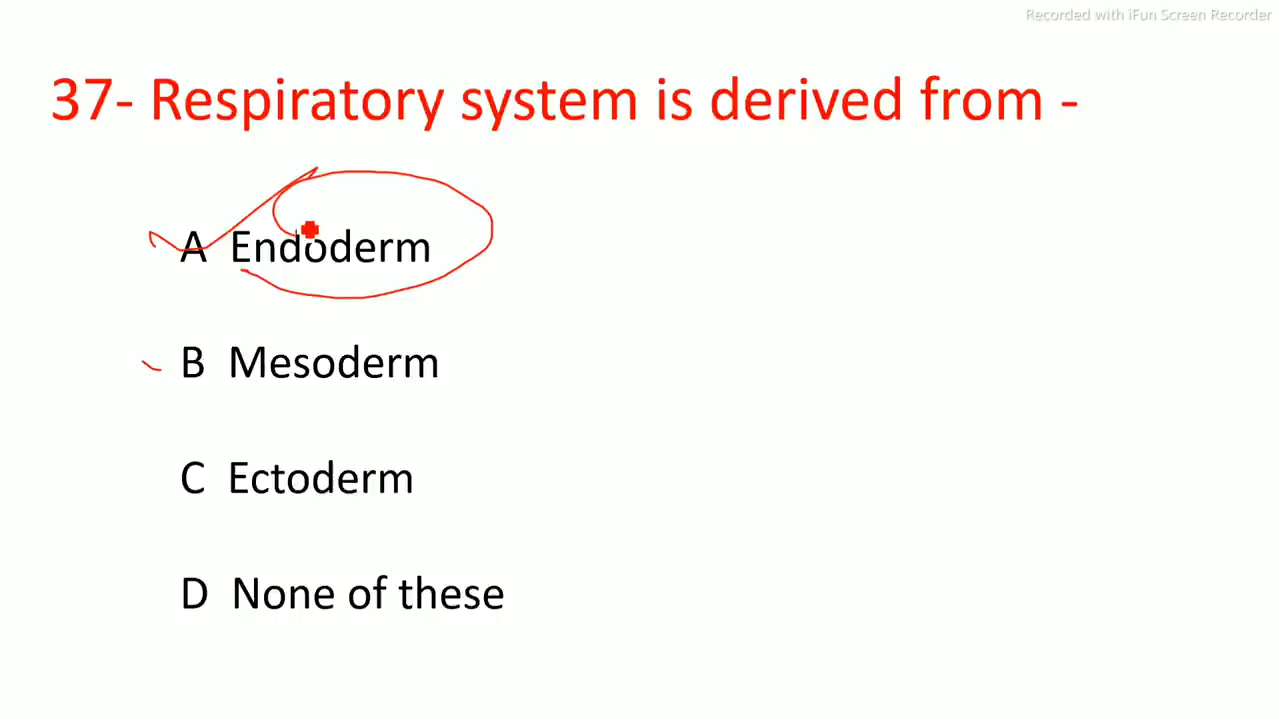 Recorded with iFun Screen Recorder
37- Respiratory system is derived from -
A Endoderm
B Mesoderm
C Ectoderm
D None of these